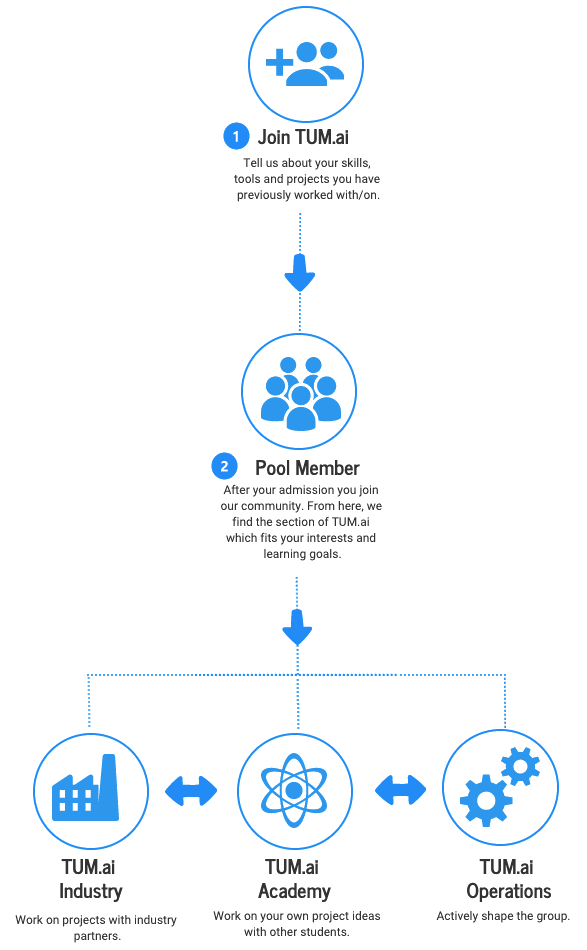 1 Join TUM.ai
Tell us about your skills,
tools and projects you have
previously worked with/on.
2 Pool Member
After your admission you join
our community. From here, we
find the section of TUM.ai
which fits your interests and
learning goals.
TUM.ai
Industry
Work on projects with industry
partners.
TUM.ai
Academy
Work on your own project ideas
with other students.
TUM.ai
Operations
Actively shape the group.